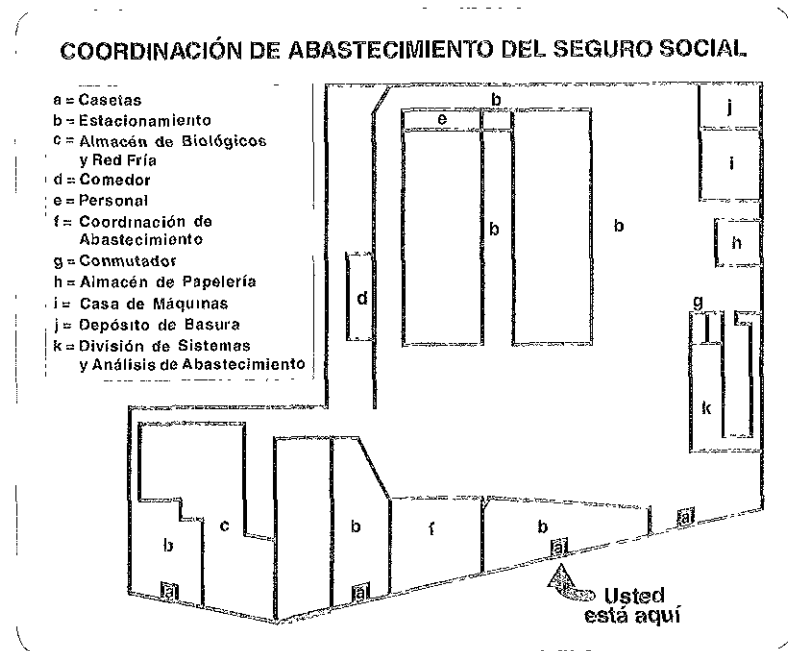 COORDINACIÓN DE ABASTECIMIENTO DEL SEGURO SOCIAL
a = Casetas
b = Estacionamiento
c = Almacén de Biológicos
y Red Fría
d = Comedor
e = Personal
f = Coordinación de
Abastecimiento
g = Conmutador
h = Almacén de Papelería
i = Casa de Máquinas
j = Depósito de Basura
k = División de Sistemas
y Análisis de Abastecimiento
b
j
e
i
b
b
h
d
g
k
c
b
b
f
b
a
a
a
a
Usted
está aquí